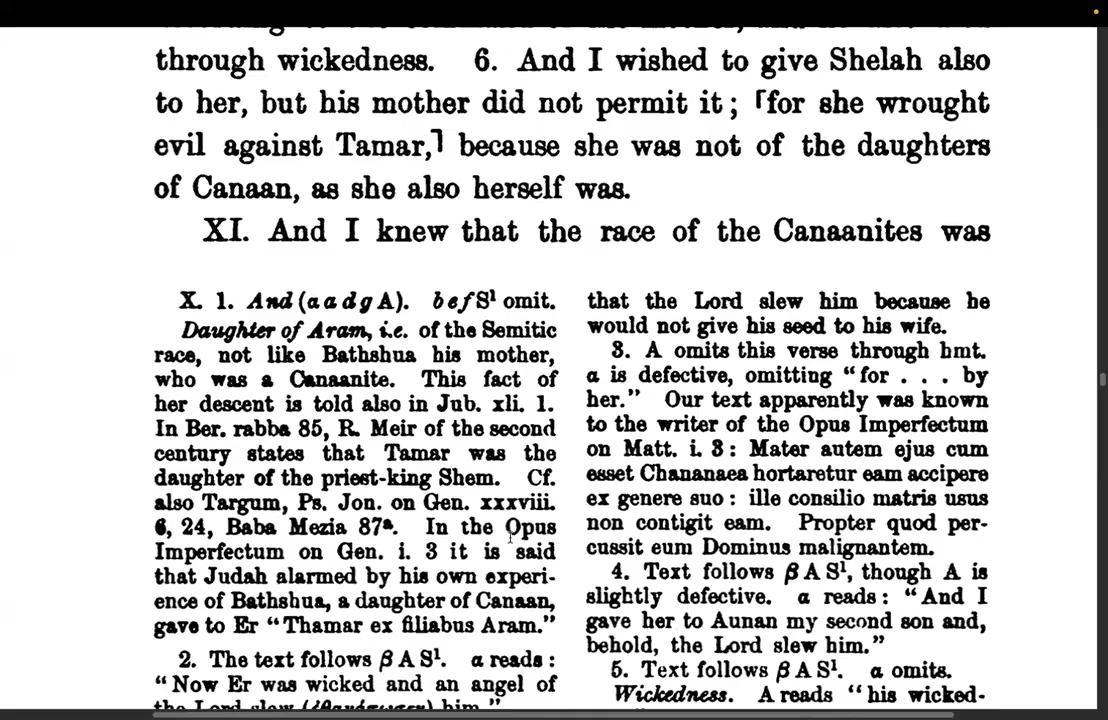 through wickedness. 6. And I wished to give Shelah also
to her, but his mother did not permit it; ⌜for she wrought
evil against Tamar,⌝ because she was not of the daughters
of Canaan, as she also herself was.
XI. And I knew that the race of the Canaanites was
X. 1. And (a a d g A). b e f S¹ omit.
Daughter of Aram, i.e. of the Semitic
race, not like Bathshua his mother,
who was a Canaanite. This fact of
her descent is told also in Jub. xli. 1.
In Ber. rabba 85, R. Meir of the second
century states that Tamar was the
daughter of the priest-king Shem. Cf.
also Targum, Ps. Jon. on Gen. xxxviii.
6, 24, Baba Mezia 87ª. In the Opus
Imperfectum on Gen. i. 3 it is said
that Judah alarmed by his own experi-
ence of Bathshua, a daughter of Canaan,
gave to Er “Thamar ex filiabus Aram.”
2. The text follows β A S¹. a reads:
“Now Er was wicked and an angel of
the Lord slew him.”
that the Lord slew him because he
would not give his seed to his wife.
3. A omits this verse through hmt.
a is defective, omitting “for . . . by
her.” Our text apparently was known
to the writer of the Opus Imperfectum
on Matt. i. 3: Mater autem ejus cum
esset Chananaea hortaretur eam accipere
ex genere suo: ille consilio matris usus
non contigit eam. Propter quod per-
cussit eum Dominus malignantem.
4. Text follows β A S¹, though A is
slightly defective. a reads: “And I
gave her to Aunan my second son and,
behold, the Lord slew him.”
5. Text follows β A S¹. a omits.
Wickedness. A reads “his wicked-